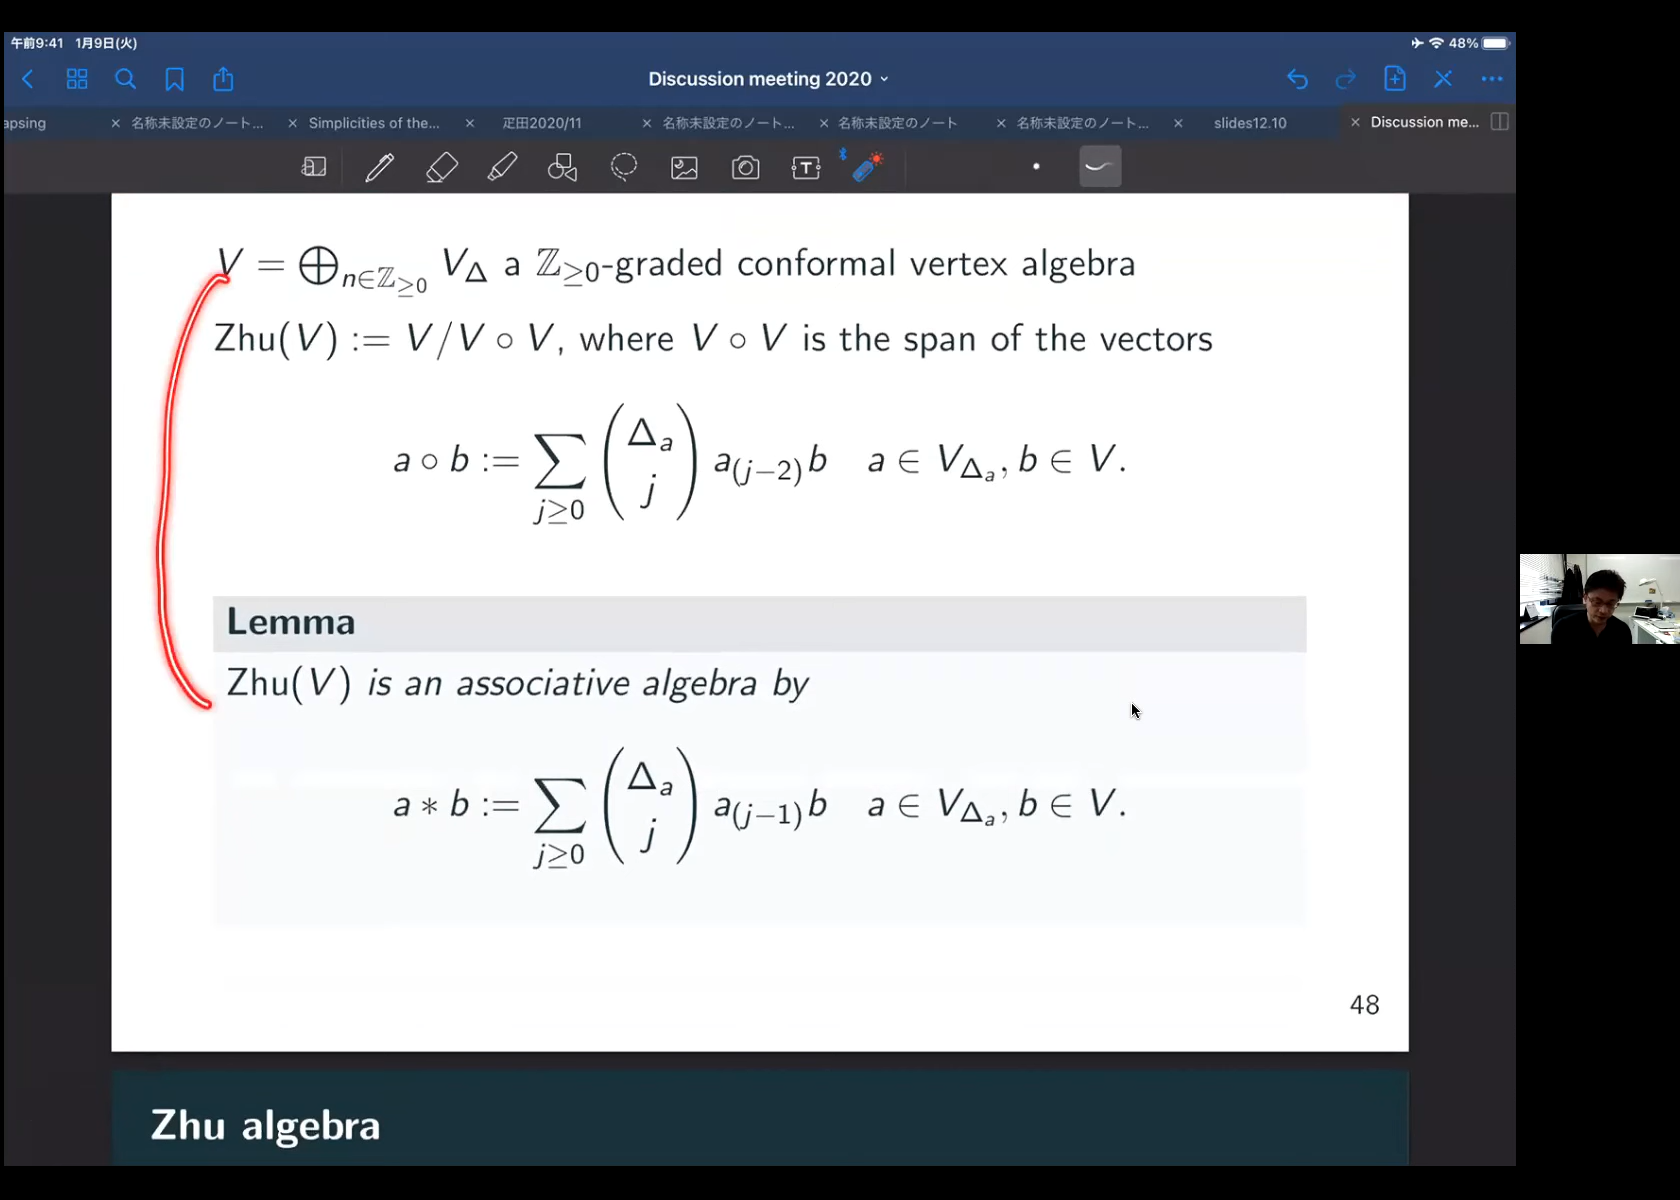 午前9:41 1月9日(火) 48%
Discussion meeting 2020
apsing × 名称未設定のノート... × Simplicities of the... × 疋田2020/11 × 名称未設定のノート... × 名称未設定のノート × 名称未設定のノート... × slides12.10 × Discussion me...
V = ⊕_{n∈ℤ_{≥0}} V_Δ a ℤ_{≥0}-graded conformal vertex algebra
Zhu(V) := V/V ∘ V, where V ∘ V is the span of the vectors
a ∘ b := ∑_{j≥0} (Δ_a j) a_{(j−2)}b a ∈ V_{Δ_a}, b ∈ V.
Lemma
Zhu(V) is an associative algebra by
a ∗ b := ∑_{j≥0} (Δ_a j) a_{(j−1)}b a ∈ V_{Δ_a}, b ∈ V.
48
Zhu algebra